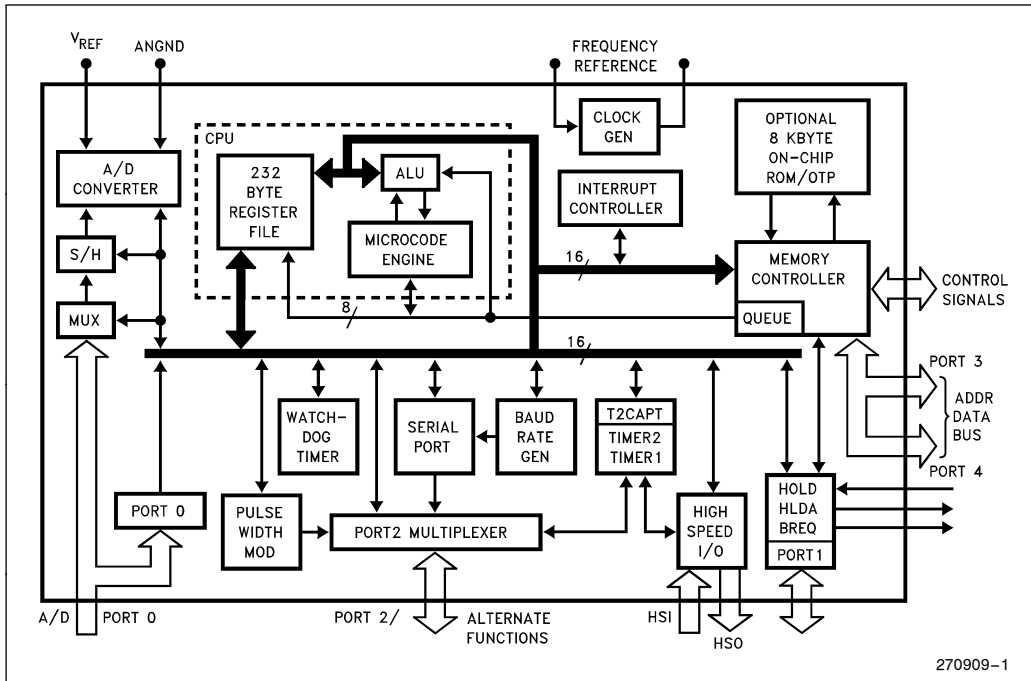 VREF
ANGND
FREQUENCY
REFERENCE
CPU
A/D
CONVERTER
S/H
MUX
232
BYTE
REGISTER
FILE
ALU
MICROCODE
ENGINE
8
CLOCK
GEN
INTERRUPT
CONTROLLER
16
OPTIONAL
8 KBYTE
ON-CHIP
ROM/OTP
MEMORY
CONTROLLER
QUEUE
CONTROL
SIGNALS
16
PORT 3
ADDR
DATA
BUS
PORT 4
WATCH-
DOG
TIMER
SERIAL
PORT
BAUD
RATE
GEN
T2CAPT
TIMER2
TIMER1
PORT 0
PULSE
WIDTH
MOD
PORT2 MULTIPLEXER
HIGH
SPEED
I/O
HOLD
HLDA
BREQ
PORT1
A/D
PORT 0
PORT 2/
ALTERNATE
FUNCTIONS
HSI
HSO
270909-1